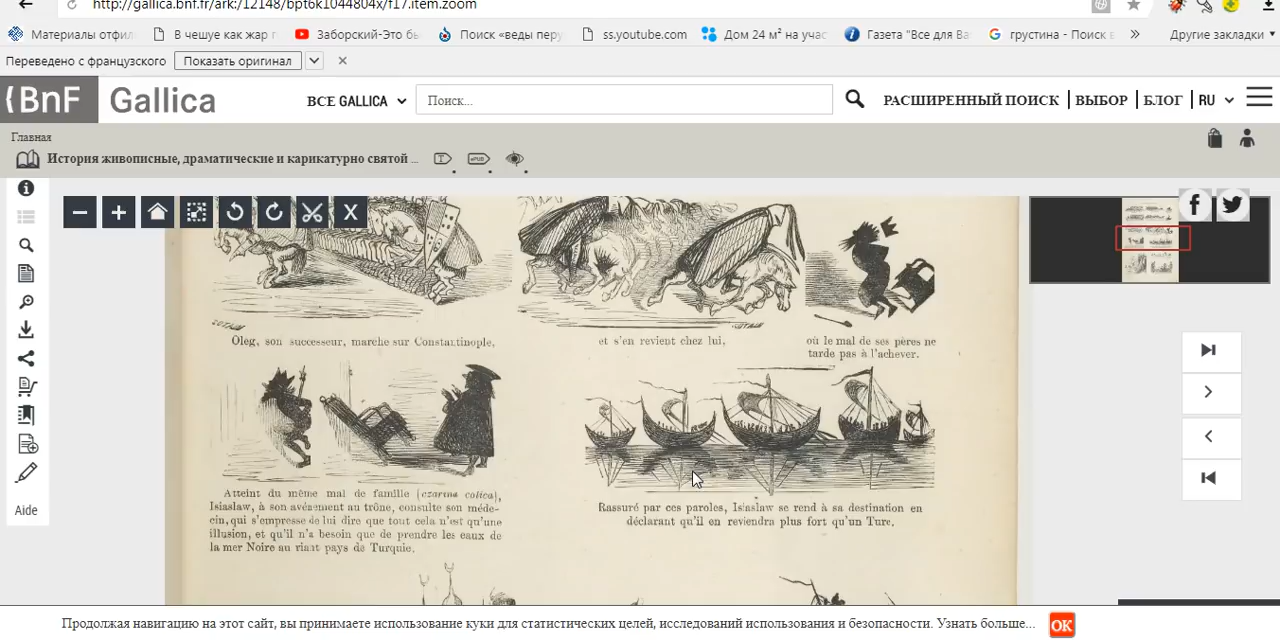 http://gallica.bnf.fr/ark:/12148/bpt6k1044804x/f17.item.zoom
Материалы отфил
В чешуе как жар г
Заборский-Это бы
Поиск «веды перу
ss.youtube.com
Дом 24 м² на учас
Газета "Все для Ва
грустина - Поиск в
Другие закладки
Переведено с французского
Показать оригинал
BnF
Gallica
ВСЕ GALLICA
Поиск...
РАСШИРЕННЫЙ ПОИСК
ВЫБОР
БЛОГ
RU
Главная
История живописные, драматические и карикатурно святой ...
Oleg, son successeur, marche sur Constantinople,
et s'en revient chez lui,
où le mal de ses pères ne
tarde pas à l'achever.
Atteint du même mal de famille (czarina colica),
Isiaslaw, à son avénement au trône, consulte son méde-
cin, qui s'empresse de lui dire que tout cela n'est qu'une
illusion, et qu'il n'a besoin que de prendre les eaux de
la mer Noire au riant pays de Turquie.
Rassuré par ces paroles, Isiaslaw se rend à sa destination en
déclarant qu'il en reviendra plus fort qu'un Turc.
Aide
Продолжая навигацию на этот сайт, вы принимаете использование куки для статистических целей, исследований использования и безопасности. Узнать больше...
OK